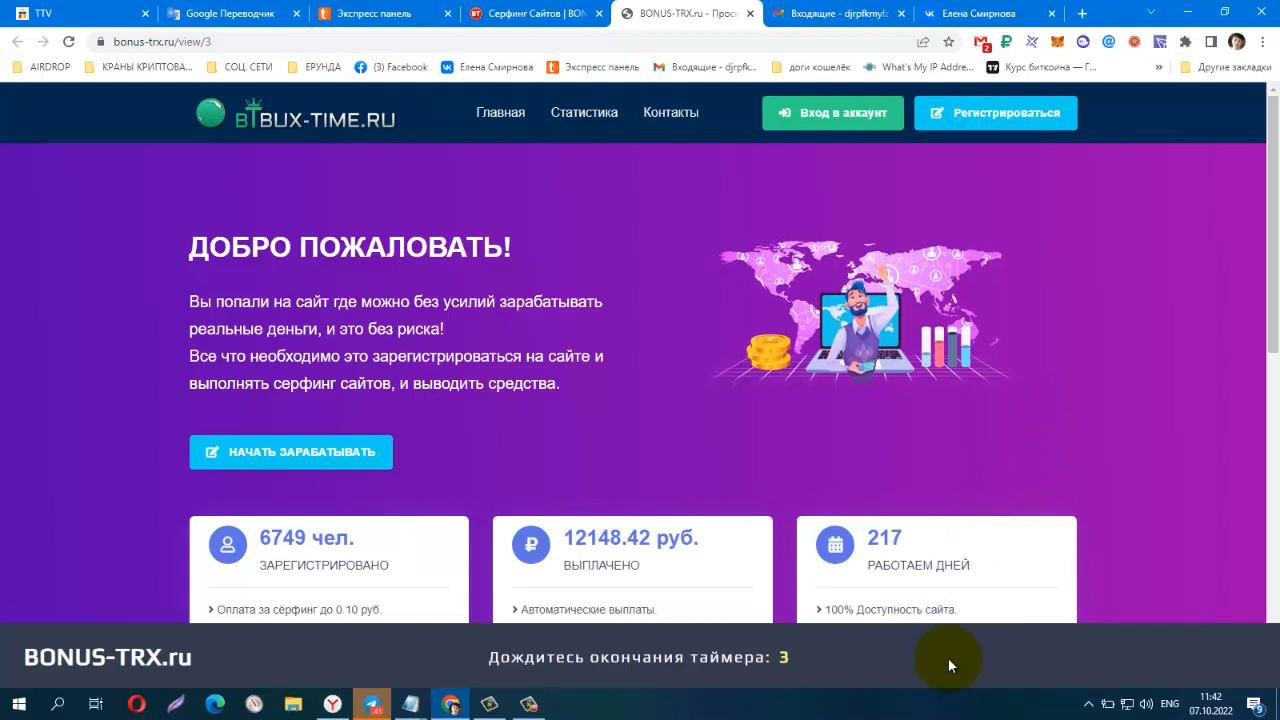 TTV
Google Переводчик
Экспресс панель
Серфинг Сайтов | BON
BONUS-TRX.ru - Прос
Входящие - djrpfkmyfa
Елена Смирнова
bonus-trx.ru/view/3
2
AIRDROP
КРАНЫ КРИПТОВА...
СОЦ. СЕТИ
ЕРУНДА
(3) Facebook
Елена Смирнова
Экспресс панель
Входящие - djrpfk...
доги кошелёк
What's My IP Addre...
Курс биткоина — Г...
»
Другие закладки
BTBUX-TIME.RU
Главная
Статистика
Контакты
Вход в аккаунт
Регистрироваться
ДОБРО ПОЖАЛОВАТЬ!
Вы попали на сайт где можно без усилий зарабатывать
реальные деньги, и это без риска!
Все что необходимо это зарегистрироваться на сайте и
выполнять серфинг сайтов, и выводить средства.
НАЧАТЬ ЗАРАБАТЫВАТЬ
6749 чел.
ЗАРЕГИСТРИРОВАНО
Оплата за сёрфинг до 0.10 руб.
12148.42 руб.
ВЫПЛАЧЕНО
Автоматические выплаты.
217
РАБОТАЕМ ДНЕЙ
100% Доступность сайта.
BONUS-TRX.ru
Дождитесь окончания таймера: 3
ENG
11:42
07.10.2022
9